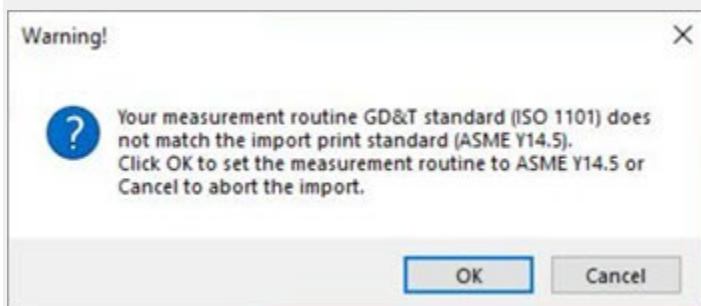 Warning!
Your measurement routine GD&T standard (ISO 1101) does
not match the import print standard (ASME Y14.5).
Click OK to set the measurement routine to ASME Y14.5 or
Cancel to abort the import.
OK Cancel